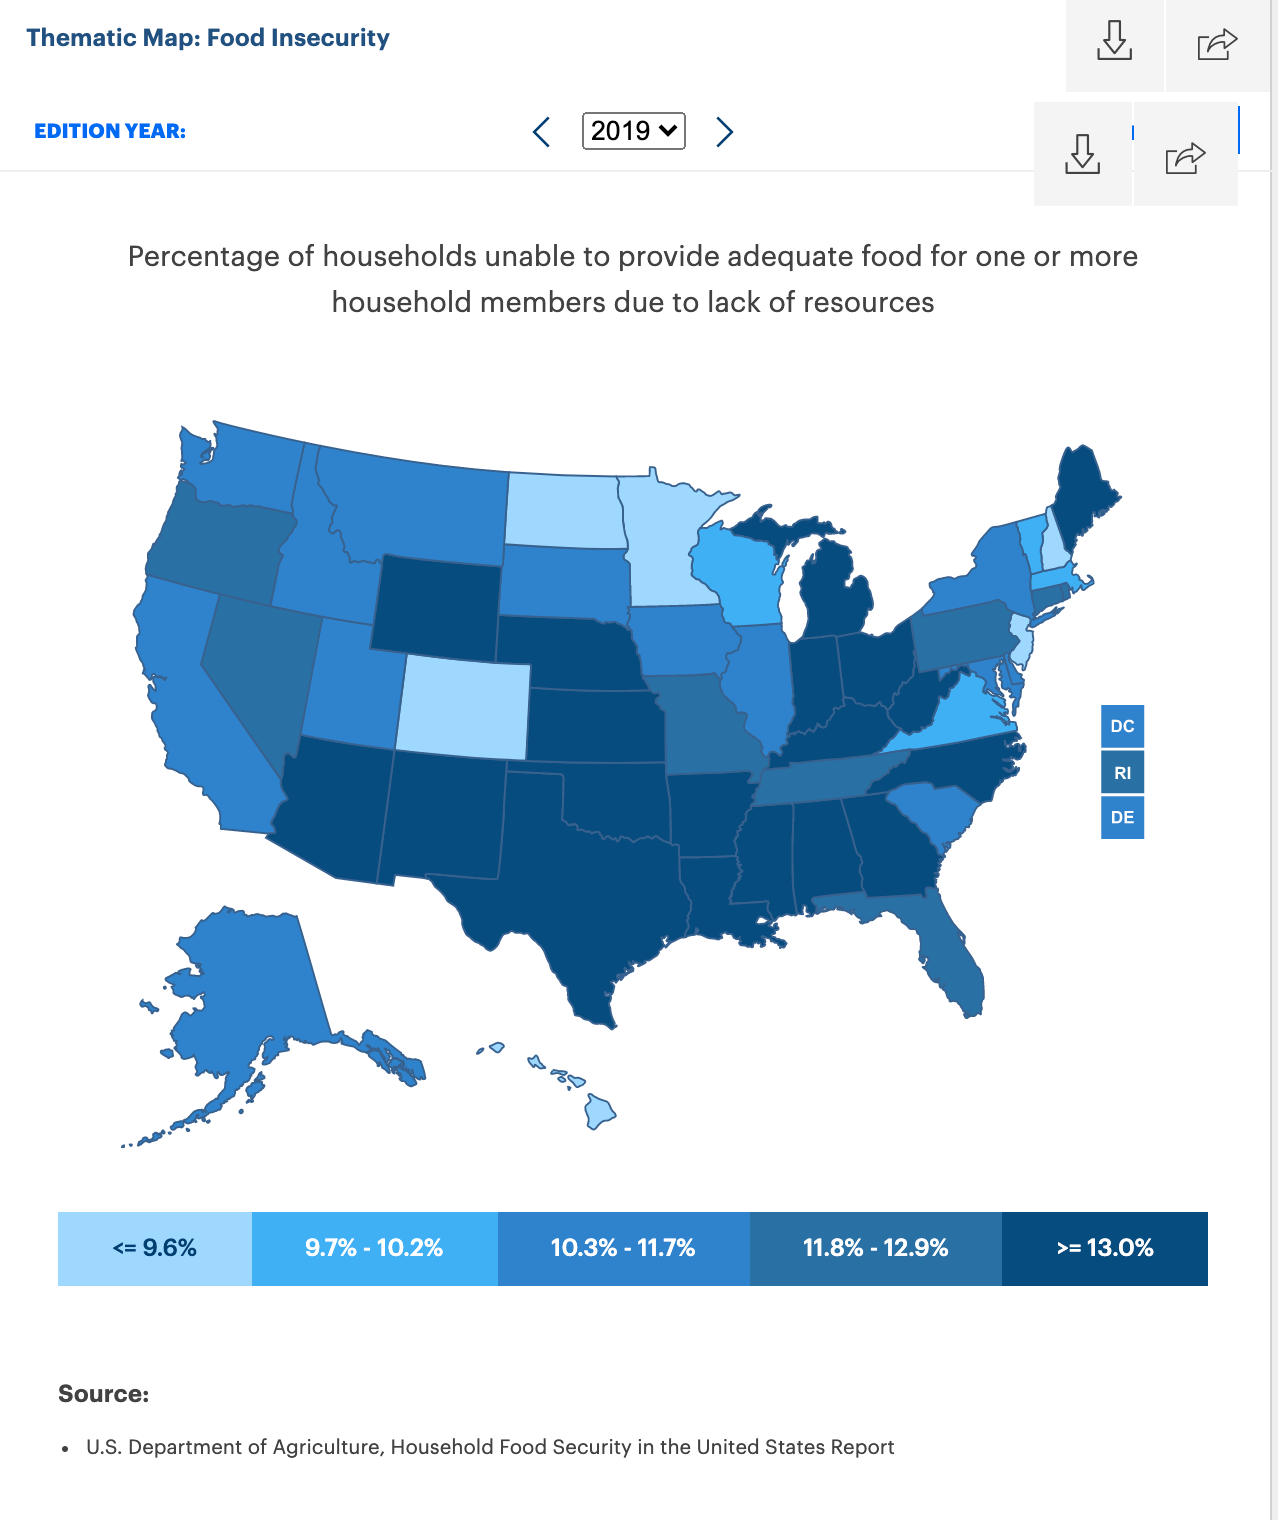 Thematic Map: Food Insecurity
EDITION YEAR:
2019
Percentage of households unable to provide adequate food for one or more
household members due to lack of resources
DC
RI
DE
<= 9.6%
9.7% - 10.2%
10.3% - 11.7%
11.8% - 12.9%
>= 13.0%
Source:
• U.S. Department of Agriculture, Household Food Security in the United States Report